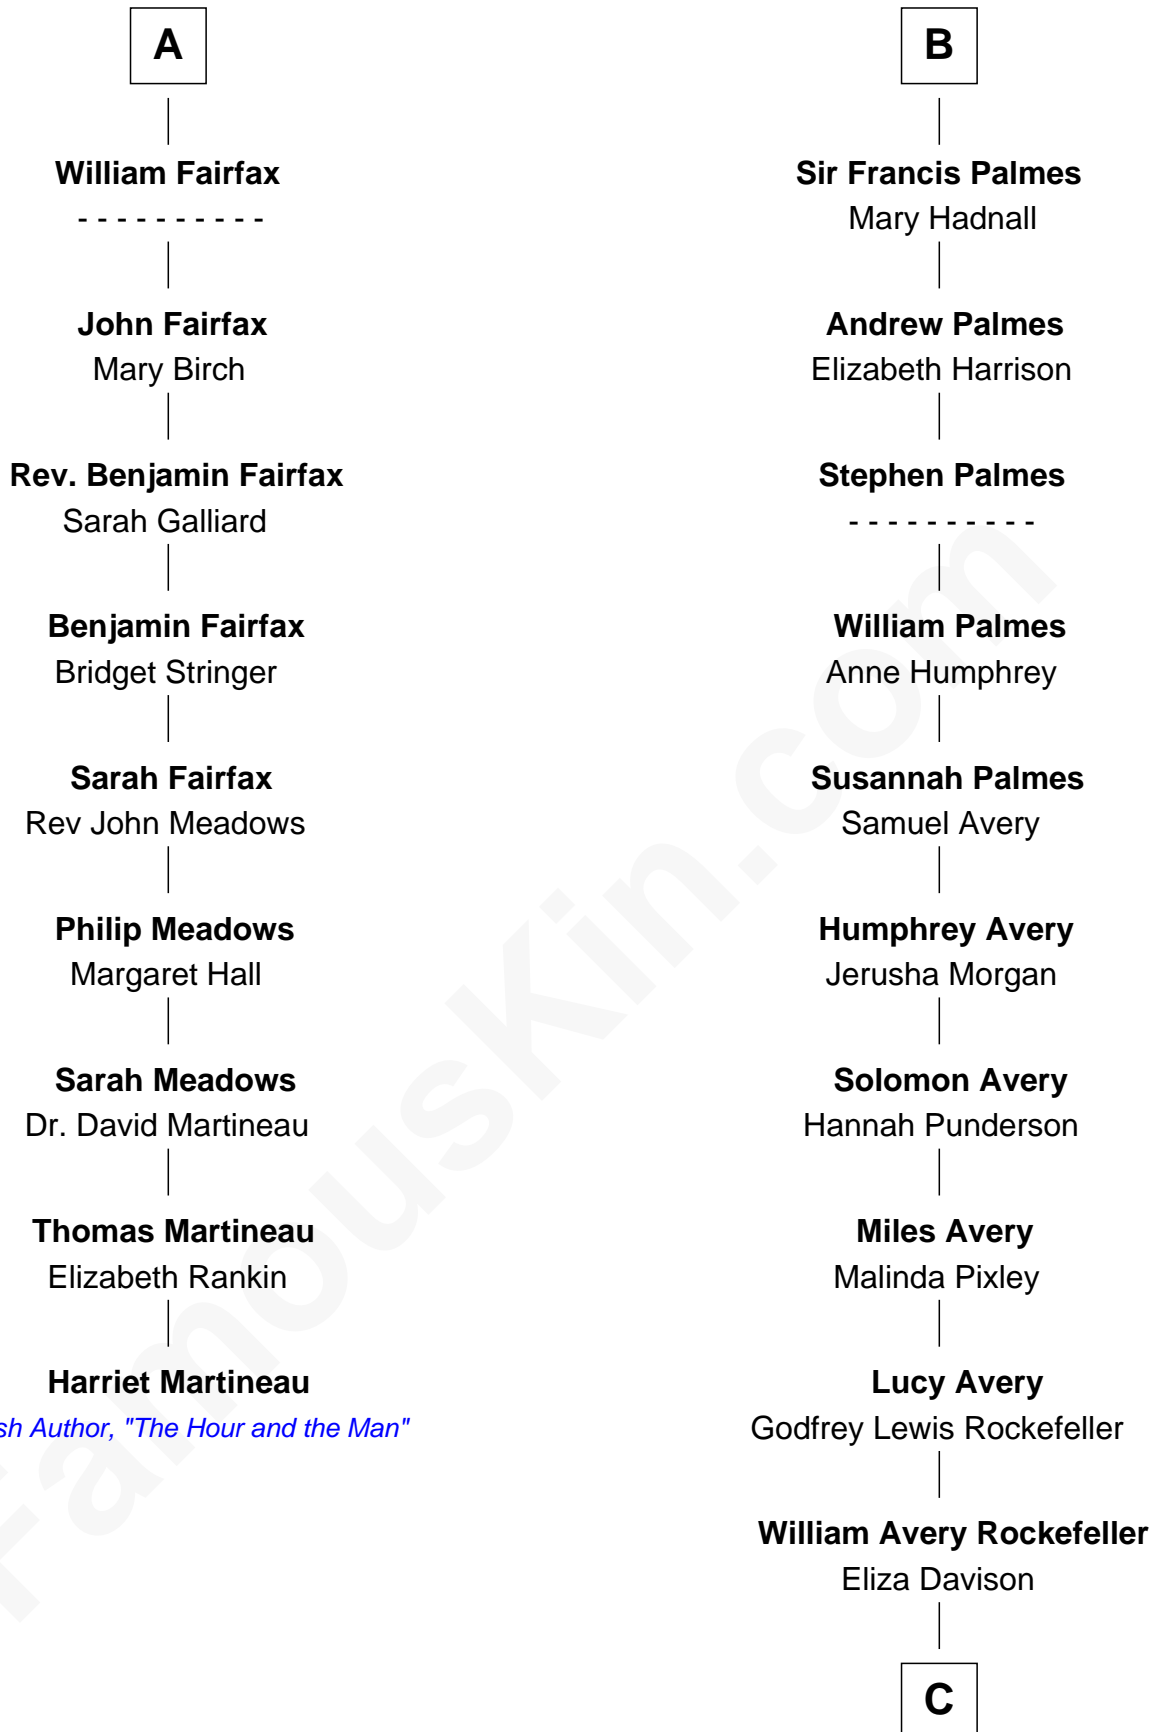 A
William Fairfax
- - - - - - - - - -
John Fairfax
Mary Birch
Rev. Benjamin Fairfax
Sarah Galliard
Benjamin Fairfax
Bridget Stringer
Sarah Fairfax
Rev John Meadows
Philip Meadows
Margaret Hall
Sarah Meadows
Dr. David Martineau
Thomas Martineau
Elizabeth Rankin
Harriet Martineau
sh Author, "The Hour and the Man"
B
Sir Francis Palmes
Mary Hadnall
Andrew Palmes
Elizabeth Harrison
Stephen Palmes
- - - - - - - - - -
William Palmes
Anne Humphrey
Susannah Palmes
Samuel Avery
Humphrey Avery
Jerusha Morgan
Solomon Avery
Hannah Punderson
Miles Avery
Malinda Pixley
Lucy Avery
Godfrey Lewis Rockefeller
William Avery Rockefeller
Eliza Davison
C
FamousKin.com